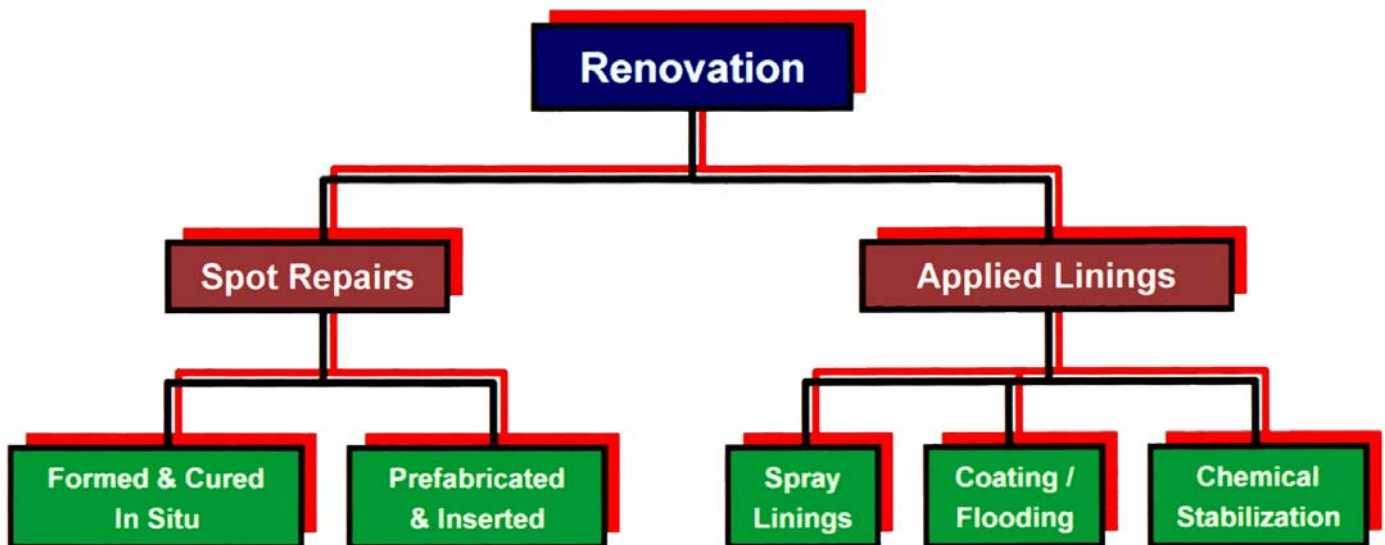 Renovation
Spot Repairs
Applied Linings
Formed & Cured
In Situ
Prefabricated
& Inserted
Spray
Linings
Coating /
Flooding
Chemical
Stabilization